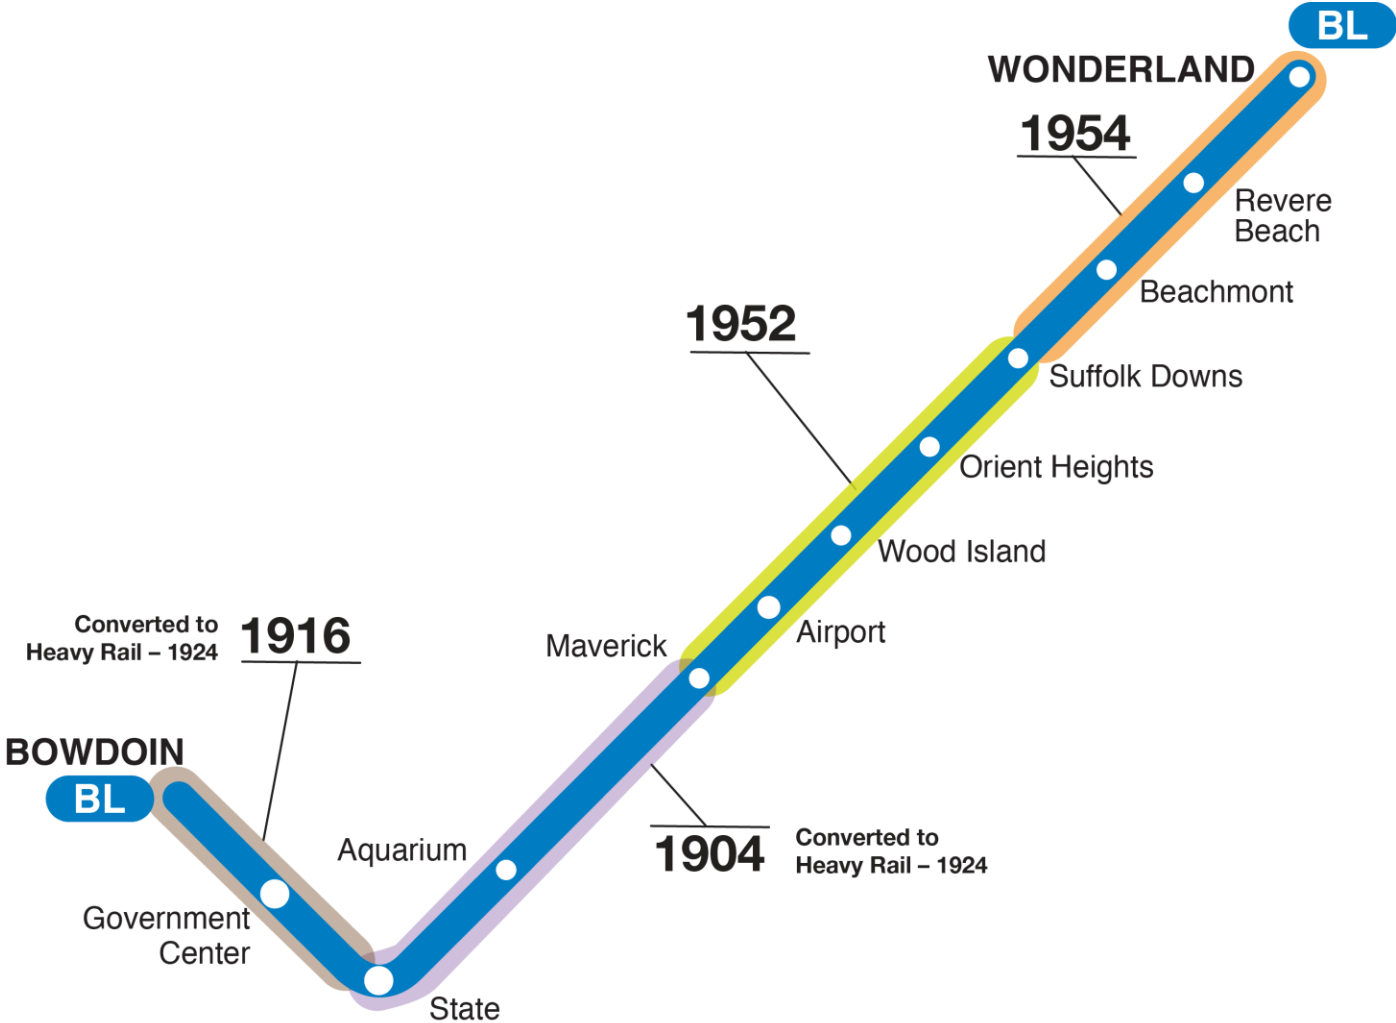 BL
WONDERLAND
1954
Revere
Beach
Beachmont
1952
Suffolk Downs
Orient Heights
Wood Island
Converted to
Heavy Rail – 1924
1916
Maverick
Airport
BOWDOIN
BL
Aquarium
1904
Converted to
Heavy Rail – 1924
Government
Center
State